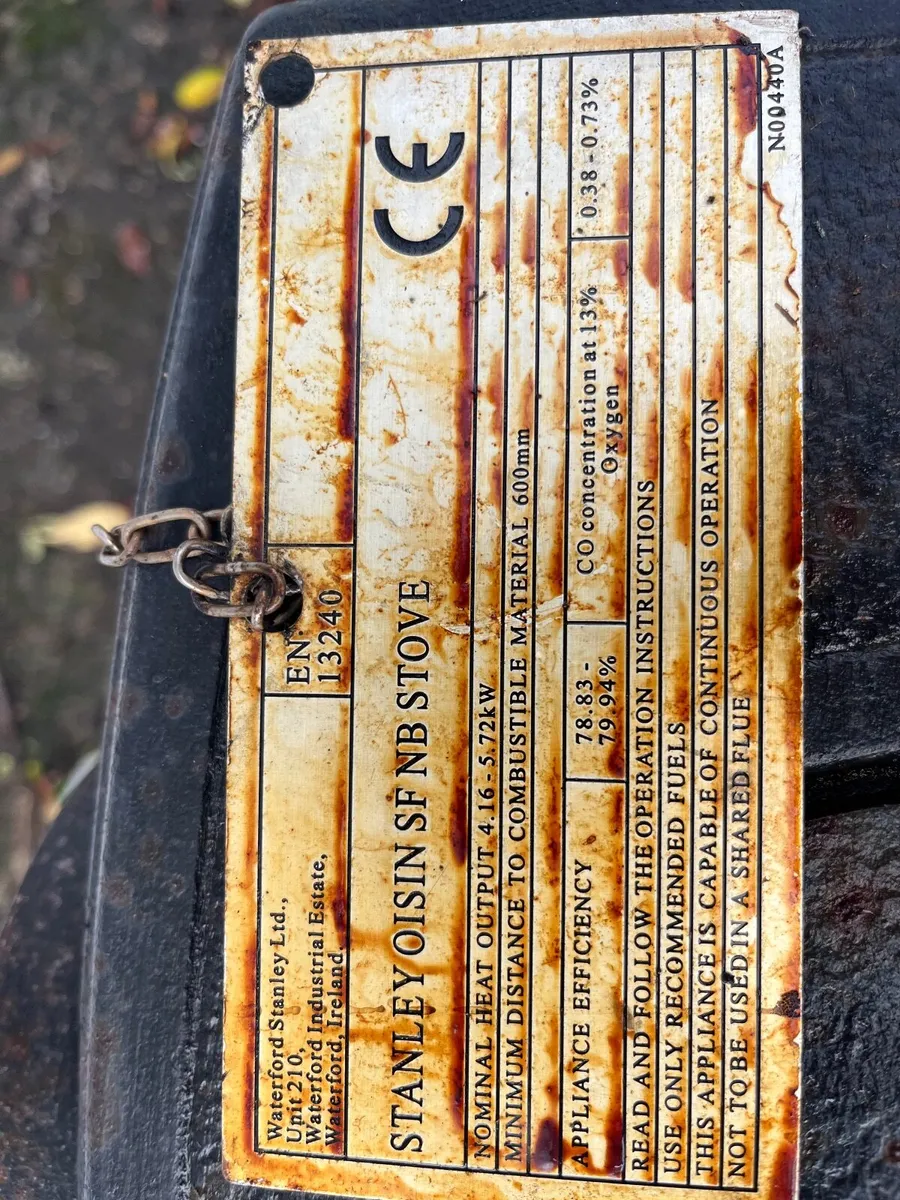 Waterford Stanley Ltd.,
Unit 210,
Waterford Industrial Estate,
Waterford, Ireland
EN.
13240
STANLEY OISIN SF NB STOVE
CE
NOMINAL HEAT OUTPUT 4.16 - 5.72kW
MINIMUM DISTANCE TO COMBUSTIBLE MATERIAL 600mm
APPLIANCE EFFICIENCY
78.83 -
79.94%
CO concentration at 13%
Oxygen
0.38 - 0.73%
READ AND FOLLOW THE OPERATION INSTRUCTIONS
USE ONLY RECOMMENDED FUELS
THIS APPLIANCE IS CAPABLE OF CONTINUOUS OPERATION
NOT TO BE USED IN A SHARED FLUE
N00440A